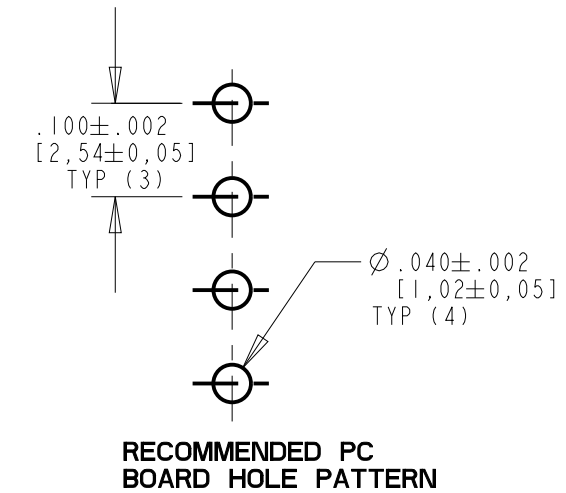 .100±.002
[2,54±0,05]
TYP (3)
Ø .040±.002
[1,02±0,05]
TYP (4)
RECOMMENDED PC
BOARD HOLE PATTERN